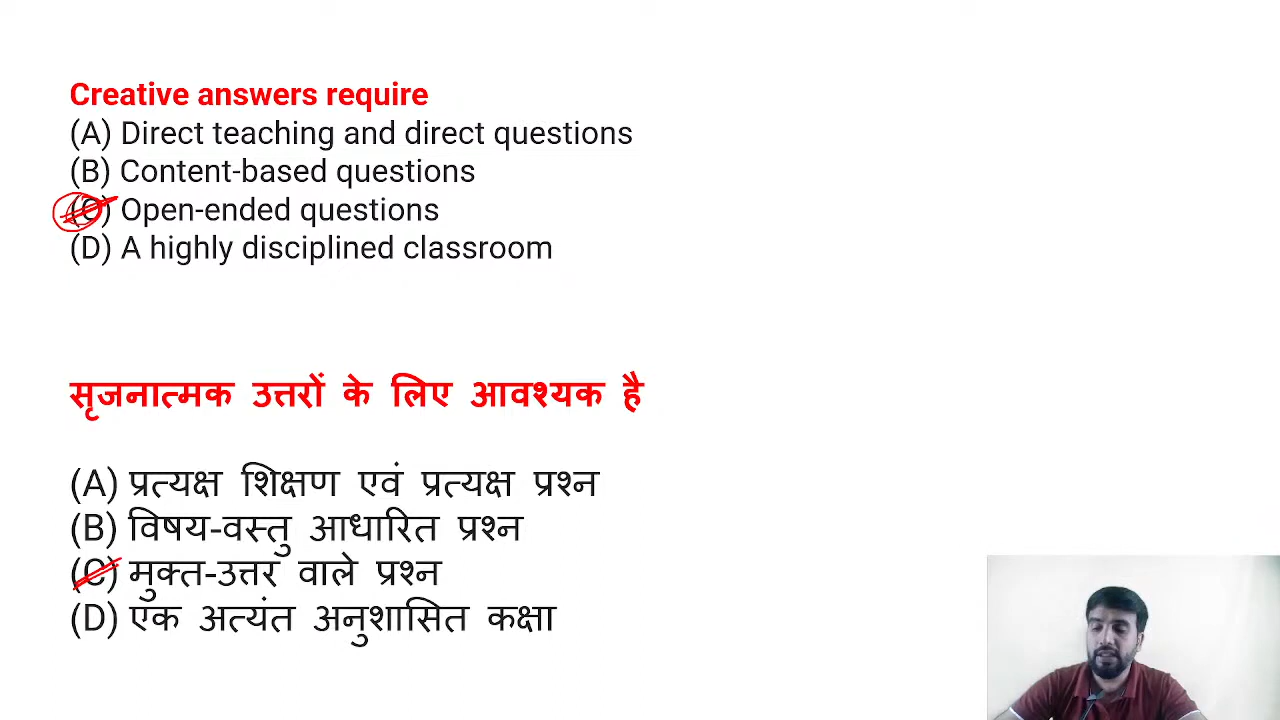 Creative answers require
(A) Direct teaching and direct questions
(B) Content-based questions
(C) Open-ended questions
(D) A highly disciplined classroom
सृजनात्मक उत्तरों के लिए आवश्यक है
(A) प्रत्यक्ष शिक्षण एवं प्रत्यक्ष प्रश्न
(B) विषय-वस्तु आधारित प्रश्न
(C) मुक्त-उत्तर वाले प्रश्न
(D) एक अत्यंत अनुशासित कक्षा